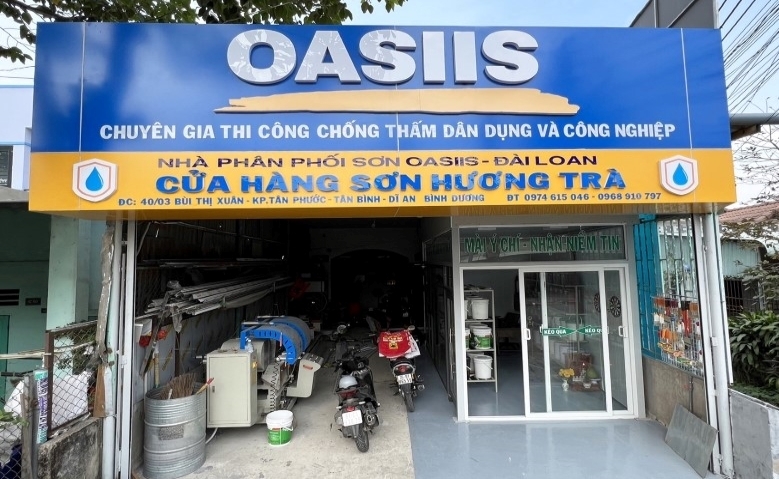 OASIIS
CHUYÊN GIA THI CÔNG CHỐNG THẤM DÂN DỤNG VÀ CÔNG NGHIỆP
NHÀ PHÂN PHỐI SƠN OASIIS - ĐÀI LOAN
CỬA HÀNG SƠN HƯƠNG TRÀ
ĐC: 40/03 BÙI THỊ XUÂN - KP.TÂN PHƯỚC - TÂN BÌNH - DĨ AN BÌNH DƯƠNG ĐT 0974 615 046 - 0968 910 797
MÃI Ý CHÍ - NHẬN NIỀM TIN
KÉO QUA KÉO QUA